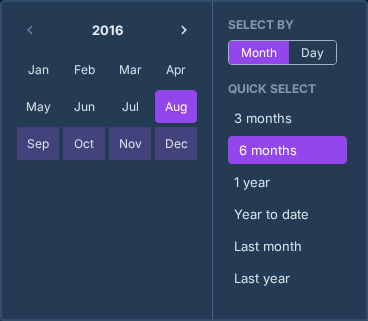 2016
Jan Feb Mar Apr
May Jun Jul Aug
Sep Oct Nov Dec
SELECT BY
Month Day
QUICK SELECT
3 months
6 months
1 year
Year to date
Last month
Last year